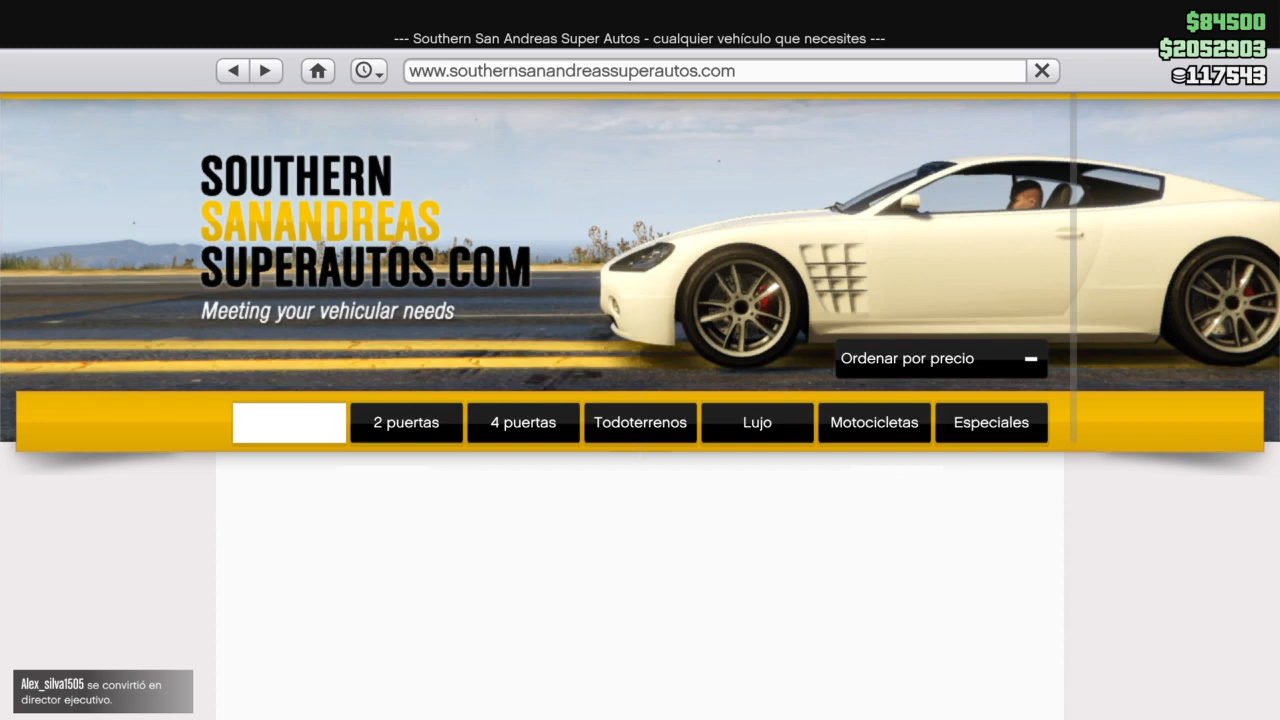 --- Southern San Andreas Super Autos - cualquier vehículo que necesites ---
$84500
$2052903
117543
www.southernsanandreassuperautos.com
SOUTHERN
SANANDREAS
SUPERAUTOS.COM
Meeting your vehicular needs
Ordenar por precio
2 puertas
4 puertas
Todoterrenos
Lujo
Motocicletas
Especiales
Alex_silva1505 se convirtió en
director ejecutivo.